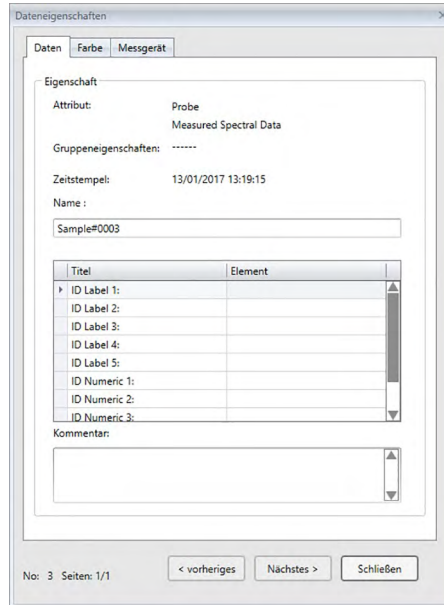 Dateneigenschaften
Daten Farbe Messgerät
Eigenschaft
Attribut: Probe
Measured Spectral Data
Gruppeneigenschaften: ------
Zeitstempel: 13/01/2017 13:19:15
Name :
Sample#0003
Titel Element
ID Label 1:
ID Label 2:
ID Label 3:
ID Label 4:
ID Label 5:
ID Numeric 1:
ID Numeric 2:
ID Numeric 3:
Kommentar:
No: 3 Seiten: 1/1 < vorheriges Nächstes > Schließen